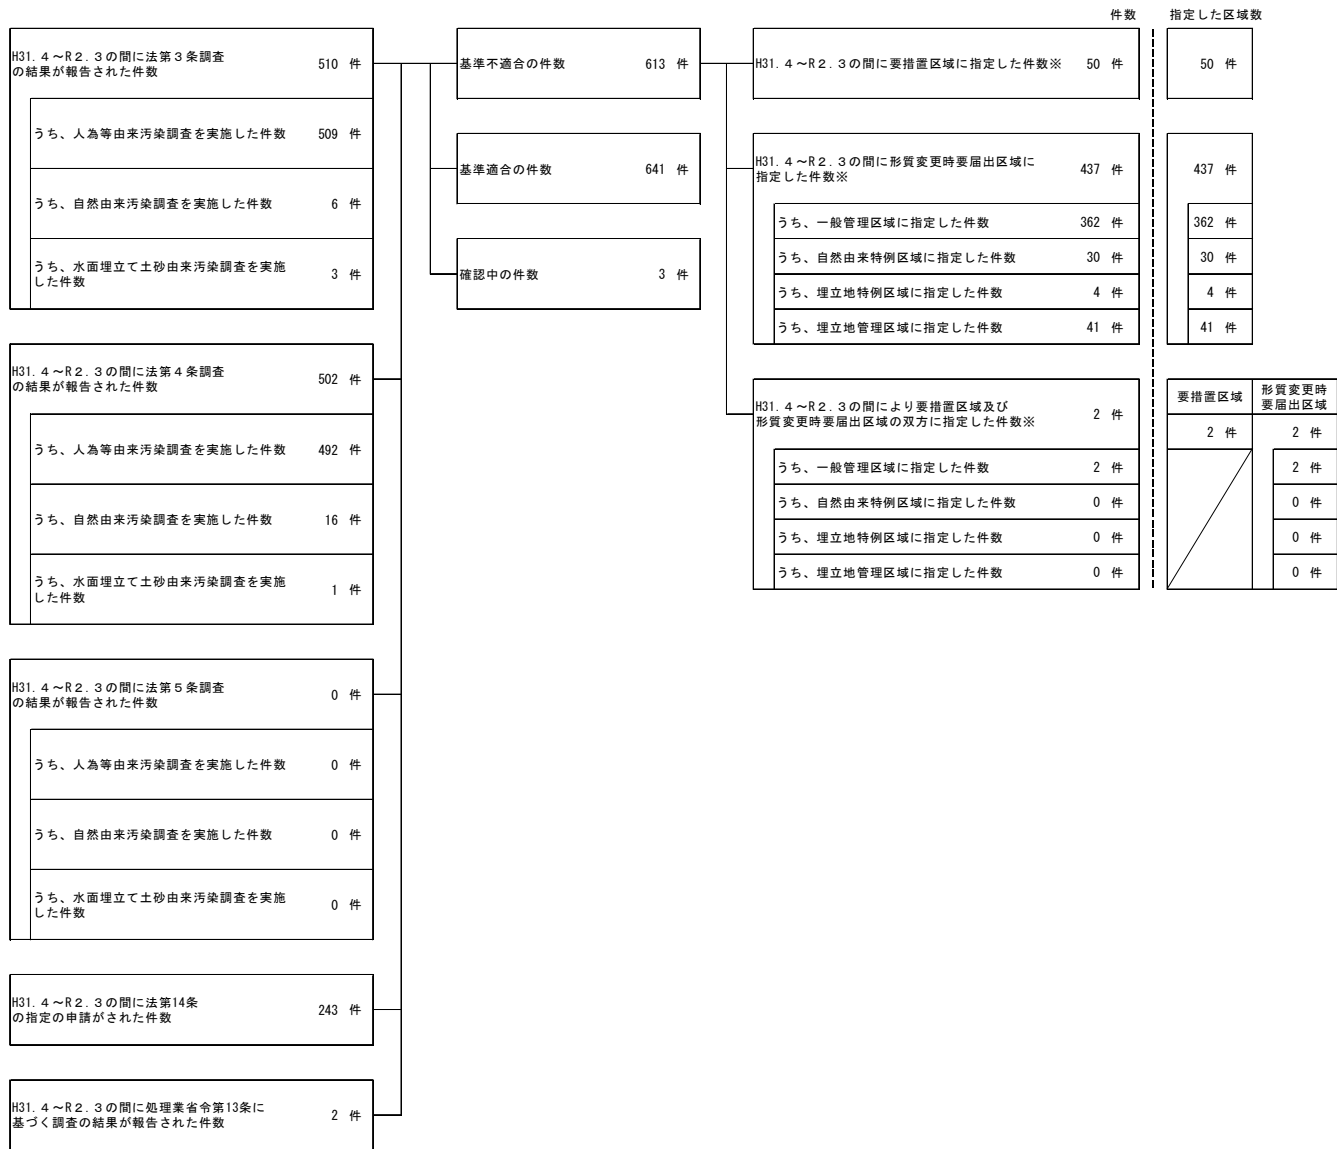 件数 指定した区域数
H31.４～R２.３の間に法第３条調査
の結果が報告された件数 510 件
うち、人為等由来汚染調査を実施した件数 509 件
うち、自然由来汚染調査を実施した件数 6 件
うち、水面埋立て土砂由来汚染調査を実施
した件数 3 件
H31.４～R２.３の間に法第４条調査
の結果が報告された件数 502 件
うち、人為等由来汚染調査を実施した件数 492 件
うち、自然由来汚染調査を実施した件数 16 件
うち、水面埋立て土砂由来汚染調査を実施
した件数 1 件
H31.４～R２.３の間に法第５条調査
の結果が報告された件数 0 件
うち、人為等由来汚染調査を実施した件数 0 件
うち、自然由来汚染調査を実施した件数 0 件
うち、水面埋立て土砂由来汚染調査を実施
した件数 0 件
H31.４～R２.３の間に法第14条
の指定の申請がされた件数 243 件
H31.４～R２.３の間に処理業省令第13条に
基づく調査の結果が報告された件数 2 件
基準不適合の件数 613 件
基準適合の件数 641 件
確認中の件数 3 件
H31.４～R２.３の間に要措置区域に指定した件数※ 50 件 50 件
H31.４～R２.３の間に形質変更時要届出区域に
指定した件数※ 437 件 437 件
うち、一般管理区域に指定した件数 362 件 362 件
うち、自然由来特例区域に指定した件数 30 件 30 件
うち、埋立地特例区域に指定した件数 4 件 4 件
うち、埋立地管理区域に指定した件数 41 件 41 件
要措置区域 形質変更時
要届出区域
H31.４～R２.３の間により要措置区域及び
形質変更時要届出区域の双方に指定した件数※ 2 件 2 件 2 件
うち、一般管理区域に指定した件数 2 件 2 件
うち、自然由来特例区域に指定した件数 0 件 0 件
うち、埋立地特例区域に指定した件数 0 件 0 件
うち、埋立地管理区域に指定した件数 0 件 0 件